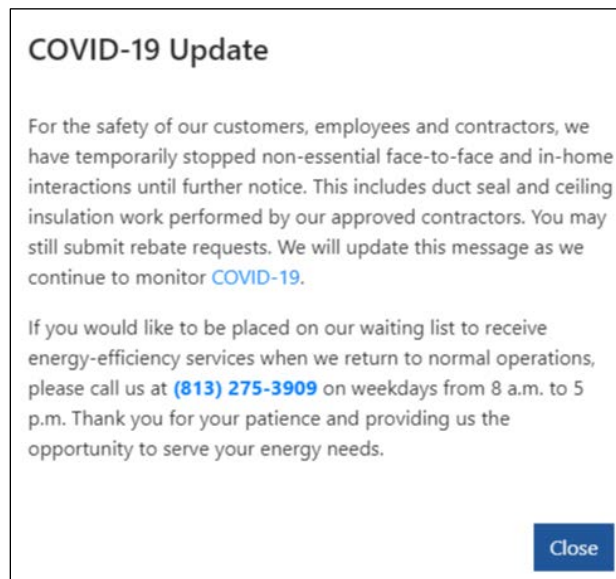 COVID-19 Update
For the safety of our customers, employees and contractors, we
have temporarily stopped non-essential face-to-face and in-home
interactions until further notice. This includes duct seal and ceiling
insulation work performed by our approved contractors. You may
still submit rebate requests. We will update this message as we
continue to monitor COVID-19.
If you would like to be placed on our waiting list to receive
energy-efficiency services when we return to normal operations,
please call us at (813) 275-3909 on weekdays from 8 a.m. to 5
p.m. Thank you for your patience and providing us the
opportunity to serve your energy needs.
Close